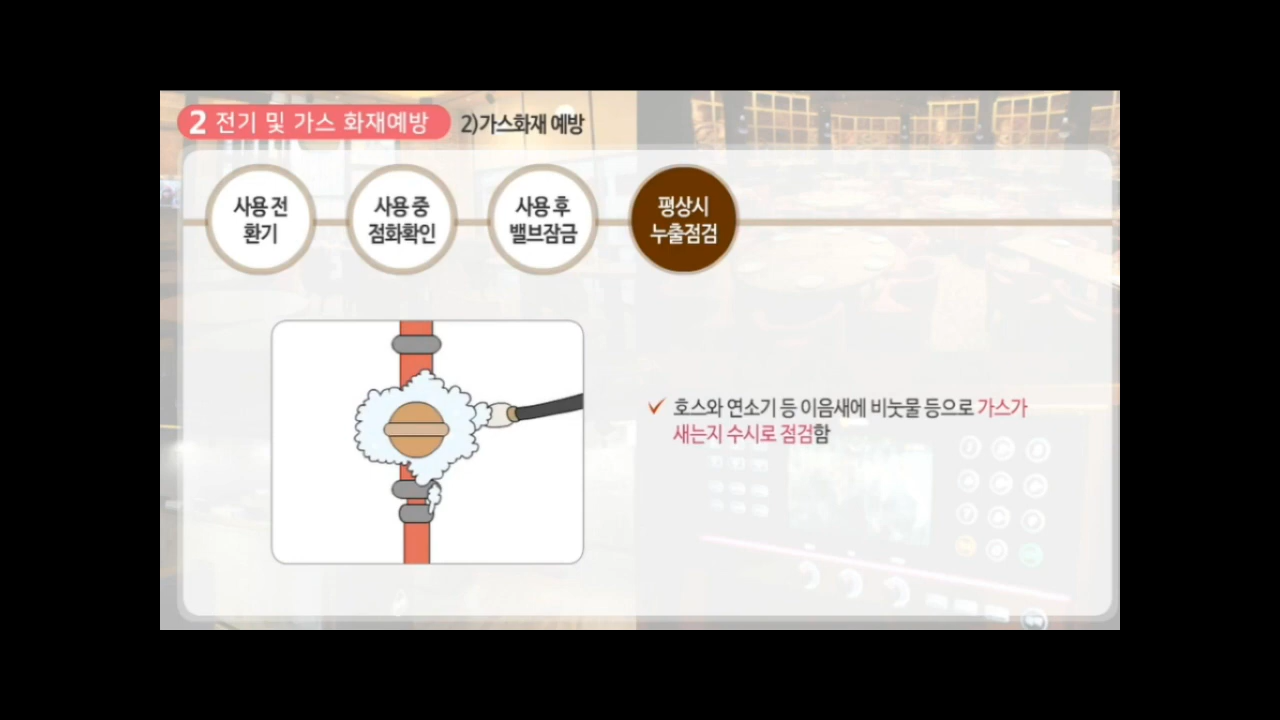 2 전기 및 가스 화재예방 2)가스화재 예방
사용 전
환기
사용 중
점화확인
사용 후
밸브잠금
평상시
누출점검
호스와 연소기 등 이음새에 비눗물 등으로 가스가
새는지 수시로 점검함